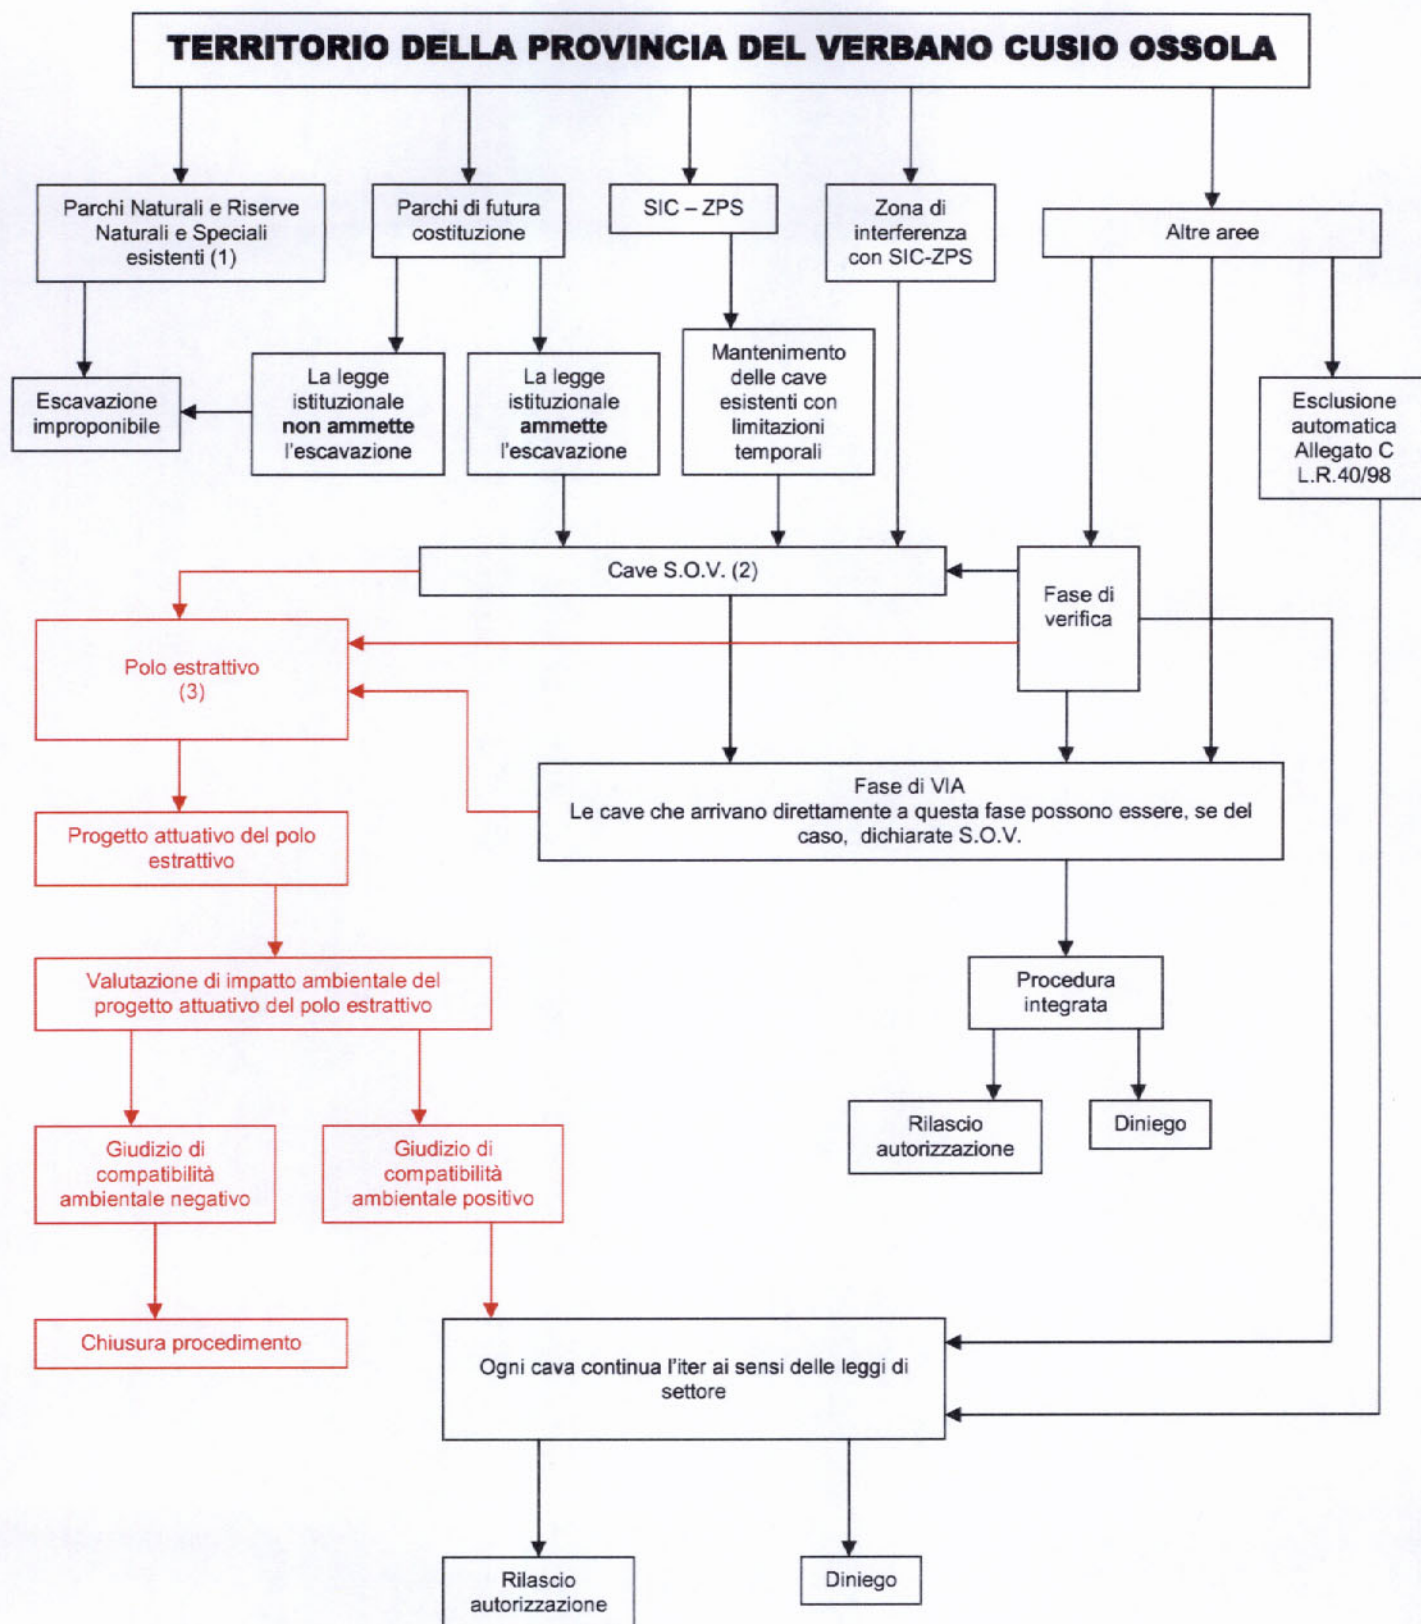 TERRITORIO DELLA PROVINCIA DEL VERBANO CUSIO OSSOLA
Parchi Naturali e Riserve
Naturali e Speciali
esistenti (1)
Parchi di futura
costituzione
SIC – ZPS
Zona di
interferenza
con SIC-ZPS
Altre aree
Escavazione
improponibile
La legge
istituzionale
non ammette
l'escavazione
La legge
istituzionale
ammette
l'escavazione
Mantenimento
delle cave
esistenti con
limitazioni
temporali
Esclusione
automatica
Allegato C
L.R.40/98
Cave S.O.V. (2)
Fase di
verifica
Polo estrattivo
(3)
Fase di VIA
Le cave che arrivano direttamente a questa fase possono essere, se del
caso, dichiarate S.O.V.
Progetto attuativo del polo
estrattivo
Valutazione di impatto ambientale del
progetto attuativo del polo estrattivo
Procedura
integrata
Rilascio
autorizzazione
Diniego
Giudizio di
compatibilità
ambientale negativo
Giudizio di
compatibilità
ambientale positivo
Chiusura procedimento
Ogni cava continua l'iter ai sensi delle leggi di
settore
Rilascio
autorizzazione
Diniego